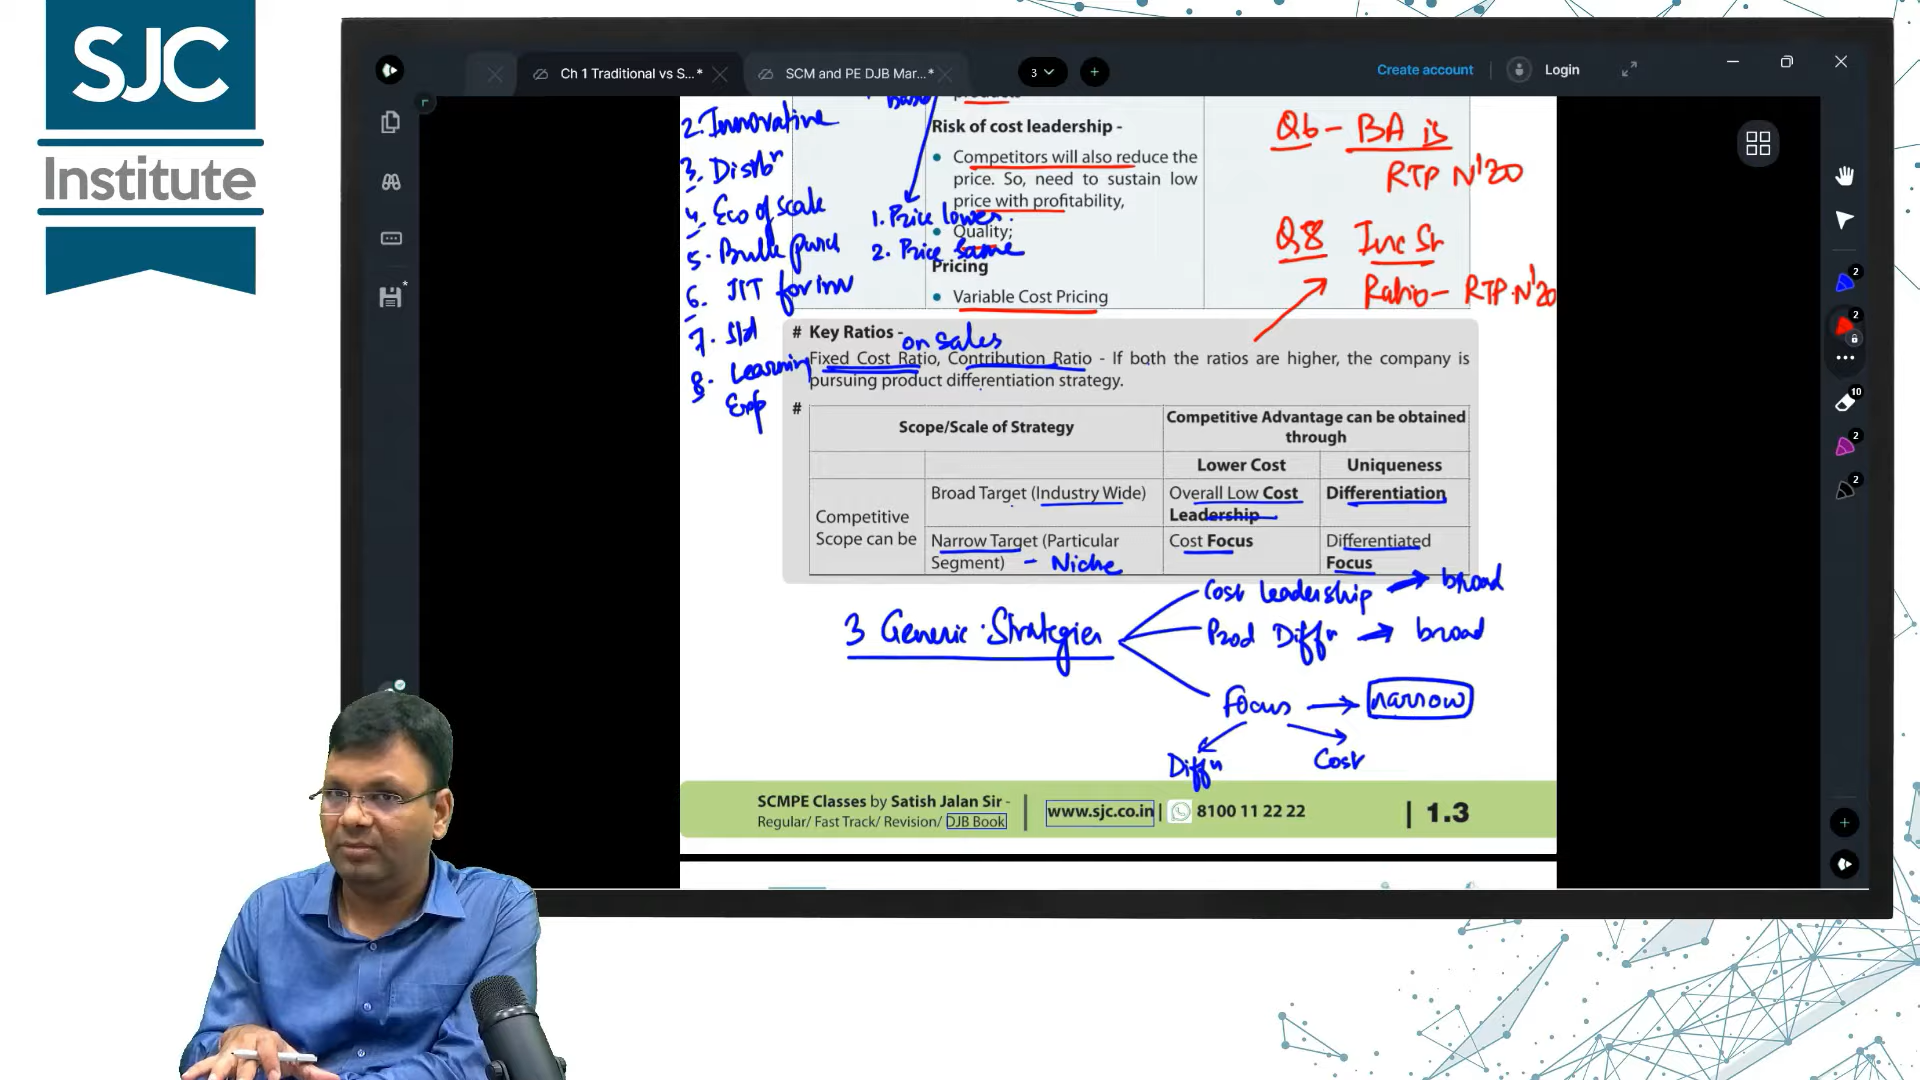 SJC
Institute
Ch 1 Traditional vs S...*
SCM and PE DJB Mar...*
3
Create account
Login
products
Base
2. Innovative
3. Distbn
4. Eco of scale
5. Bulk purch
6. JIT for inv
7. Std
8. Learning
Exp
Risk of cost leadership -
• Competitors will also reduce the
price. So, need to sustain low
price with profitability,
1. Price lower.
• Quality;
2. Price same
Pricing
• Variable Cost Pricing
Q6 - BA is
RTP N'20
Q8 Inc St
Ratio - RTP. N'20
# Key Ratios -
on sales
Fixed Cost Ratio, Contribution Ratio - If both the ratios are higher, the company is
pursuing product differentiation strategy.
#
Scope/Scale of Strategy
Competitive Advantage can be obtained
through
Lower Cost
Uniqueness
Competitive
Scope can be
Broad Target (Industry Wide)
Overall Low Cost
Leadership
Differentiation
Narrow Target (Particular
Segment)
- Niche
Cost Focus
Differentiated
Focus
3 Generic Strategies
Cost leadership → broad
Prod Diffn → broad
Focus → narrow
Diffn
Cost
SCMPE Classes by Satish Jalan Sir -
Regular/ Fast Track/ Revision/ DJB Book
www.sjc.co.in |
8100 11 22 22
| 1.3
2
2
10
2
2